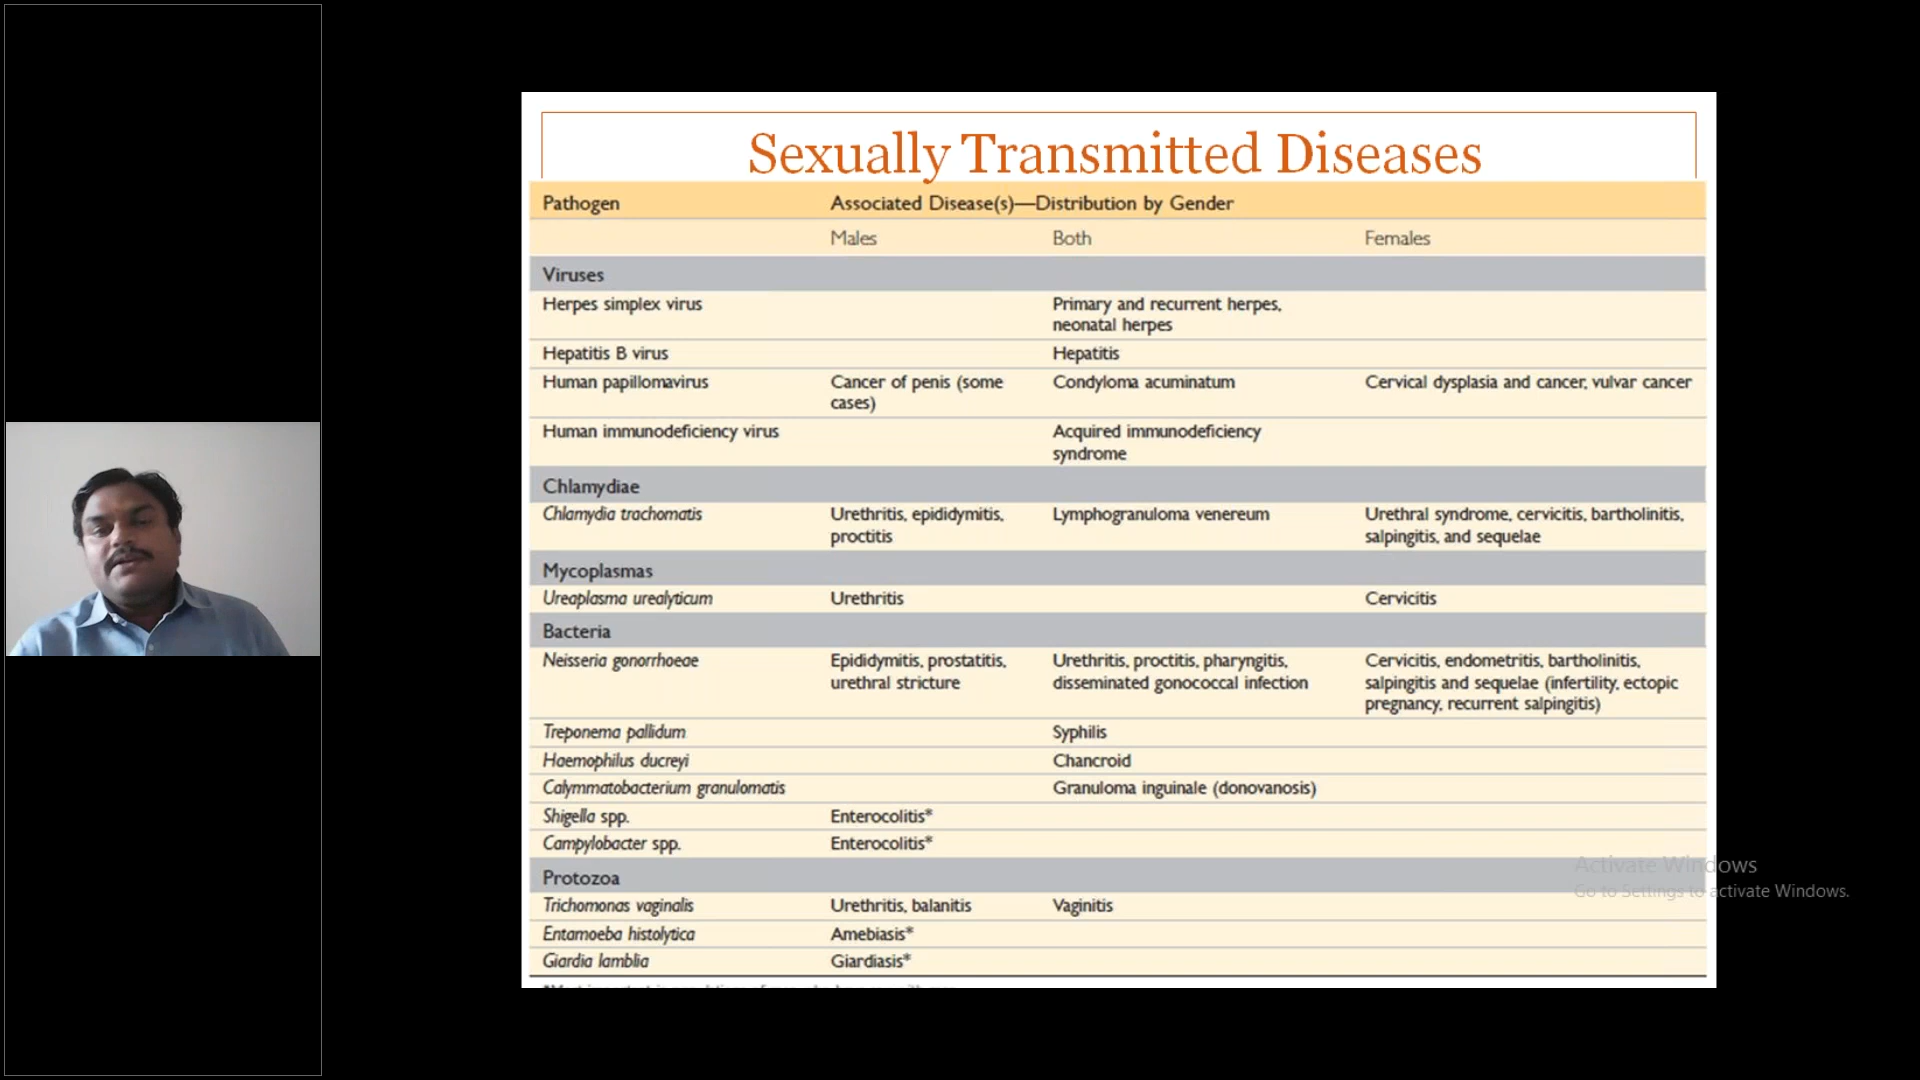 Sexually Transmitted Diseases
Pathogen Associated Disease(s)—Distribution by Gender
Males Both Females
Viruses
Herpes simplex virus Primary and recurrent herpes,
neonatal herpes
Hepatitis B virus Hepatitis
Human papillomavirus Cancer of penis (some Condyloma acuminatum Cervical dysplasia and cancer, vulvar cancer
cases)
Human immunodeficiency virus Acquired immunodeficiency
syndrome
Chlamydiae
Chlamydia trachomatis Urethritis, epididymitis, Lymphogranuloma venereum Urethral syndrome, cervicitis, bartholinitis,
proctitis salpingitis, and sequelae
Mycoplasmas
Ureaplasma urealyticum Urethritis Cervicitis
Bacteria
Neisseria gonorrhoeae Epididymitis, prostatitis, Urethritis, proctitis, pharyngitis, Cervicitis, endometritis, bartholinitis,
urethral stricture disseminated gonococcal infection salpingitis and sequelae (infertility, ectopic
pregnancy, recurrent salpingitis)
Treponema pallidum Syphilis
Haemophilus ducreyi Chancroid
Calymmatobacterium granulomatis Granuloma inguinale (donovanosis)
Shigella spp. Enterocolitis*
Campylobacter spp. Enterocolitis*
Protozoa
Trichomonas vaginalis Urethritis, balanitis Vaginitis
Entamoeba histolytica Amebiasis*
Giardia lamblia Giardiasis*
Activate Windows
Go to Settings to activate Windows.